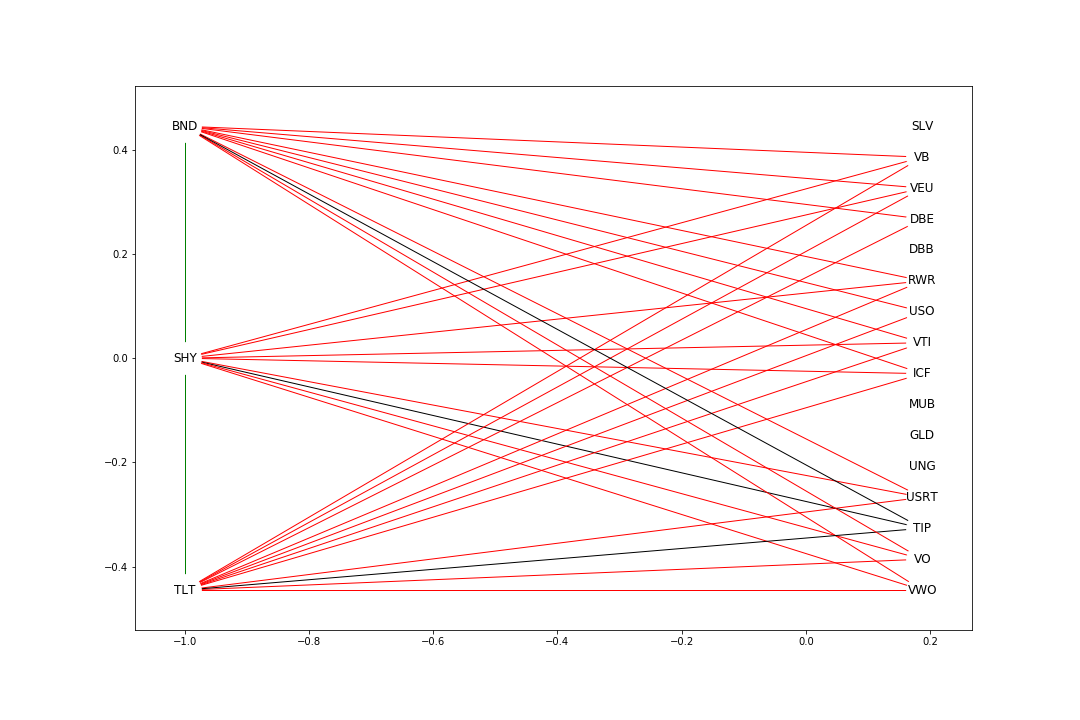 BND
SHY
TLT
SLV
VB
VEU
DBE
DBB
RWR
USO
VTI
ICF
MUB
GLD
UNG
USRT
TIP
VO
VWO
0.4
0.2
0.0
−0.2
−0.4
−1.0 −0.8 −0.6 −0.4 −0.2 0.0 0.2